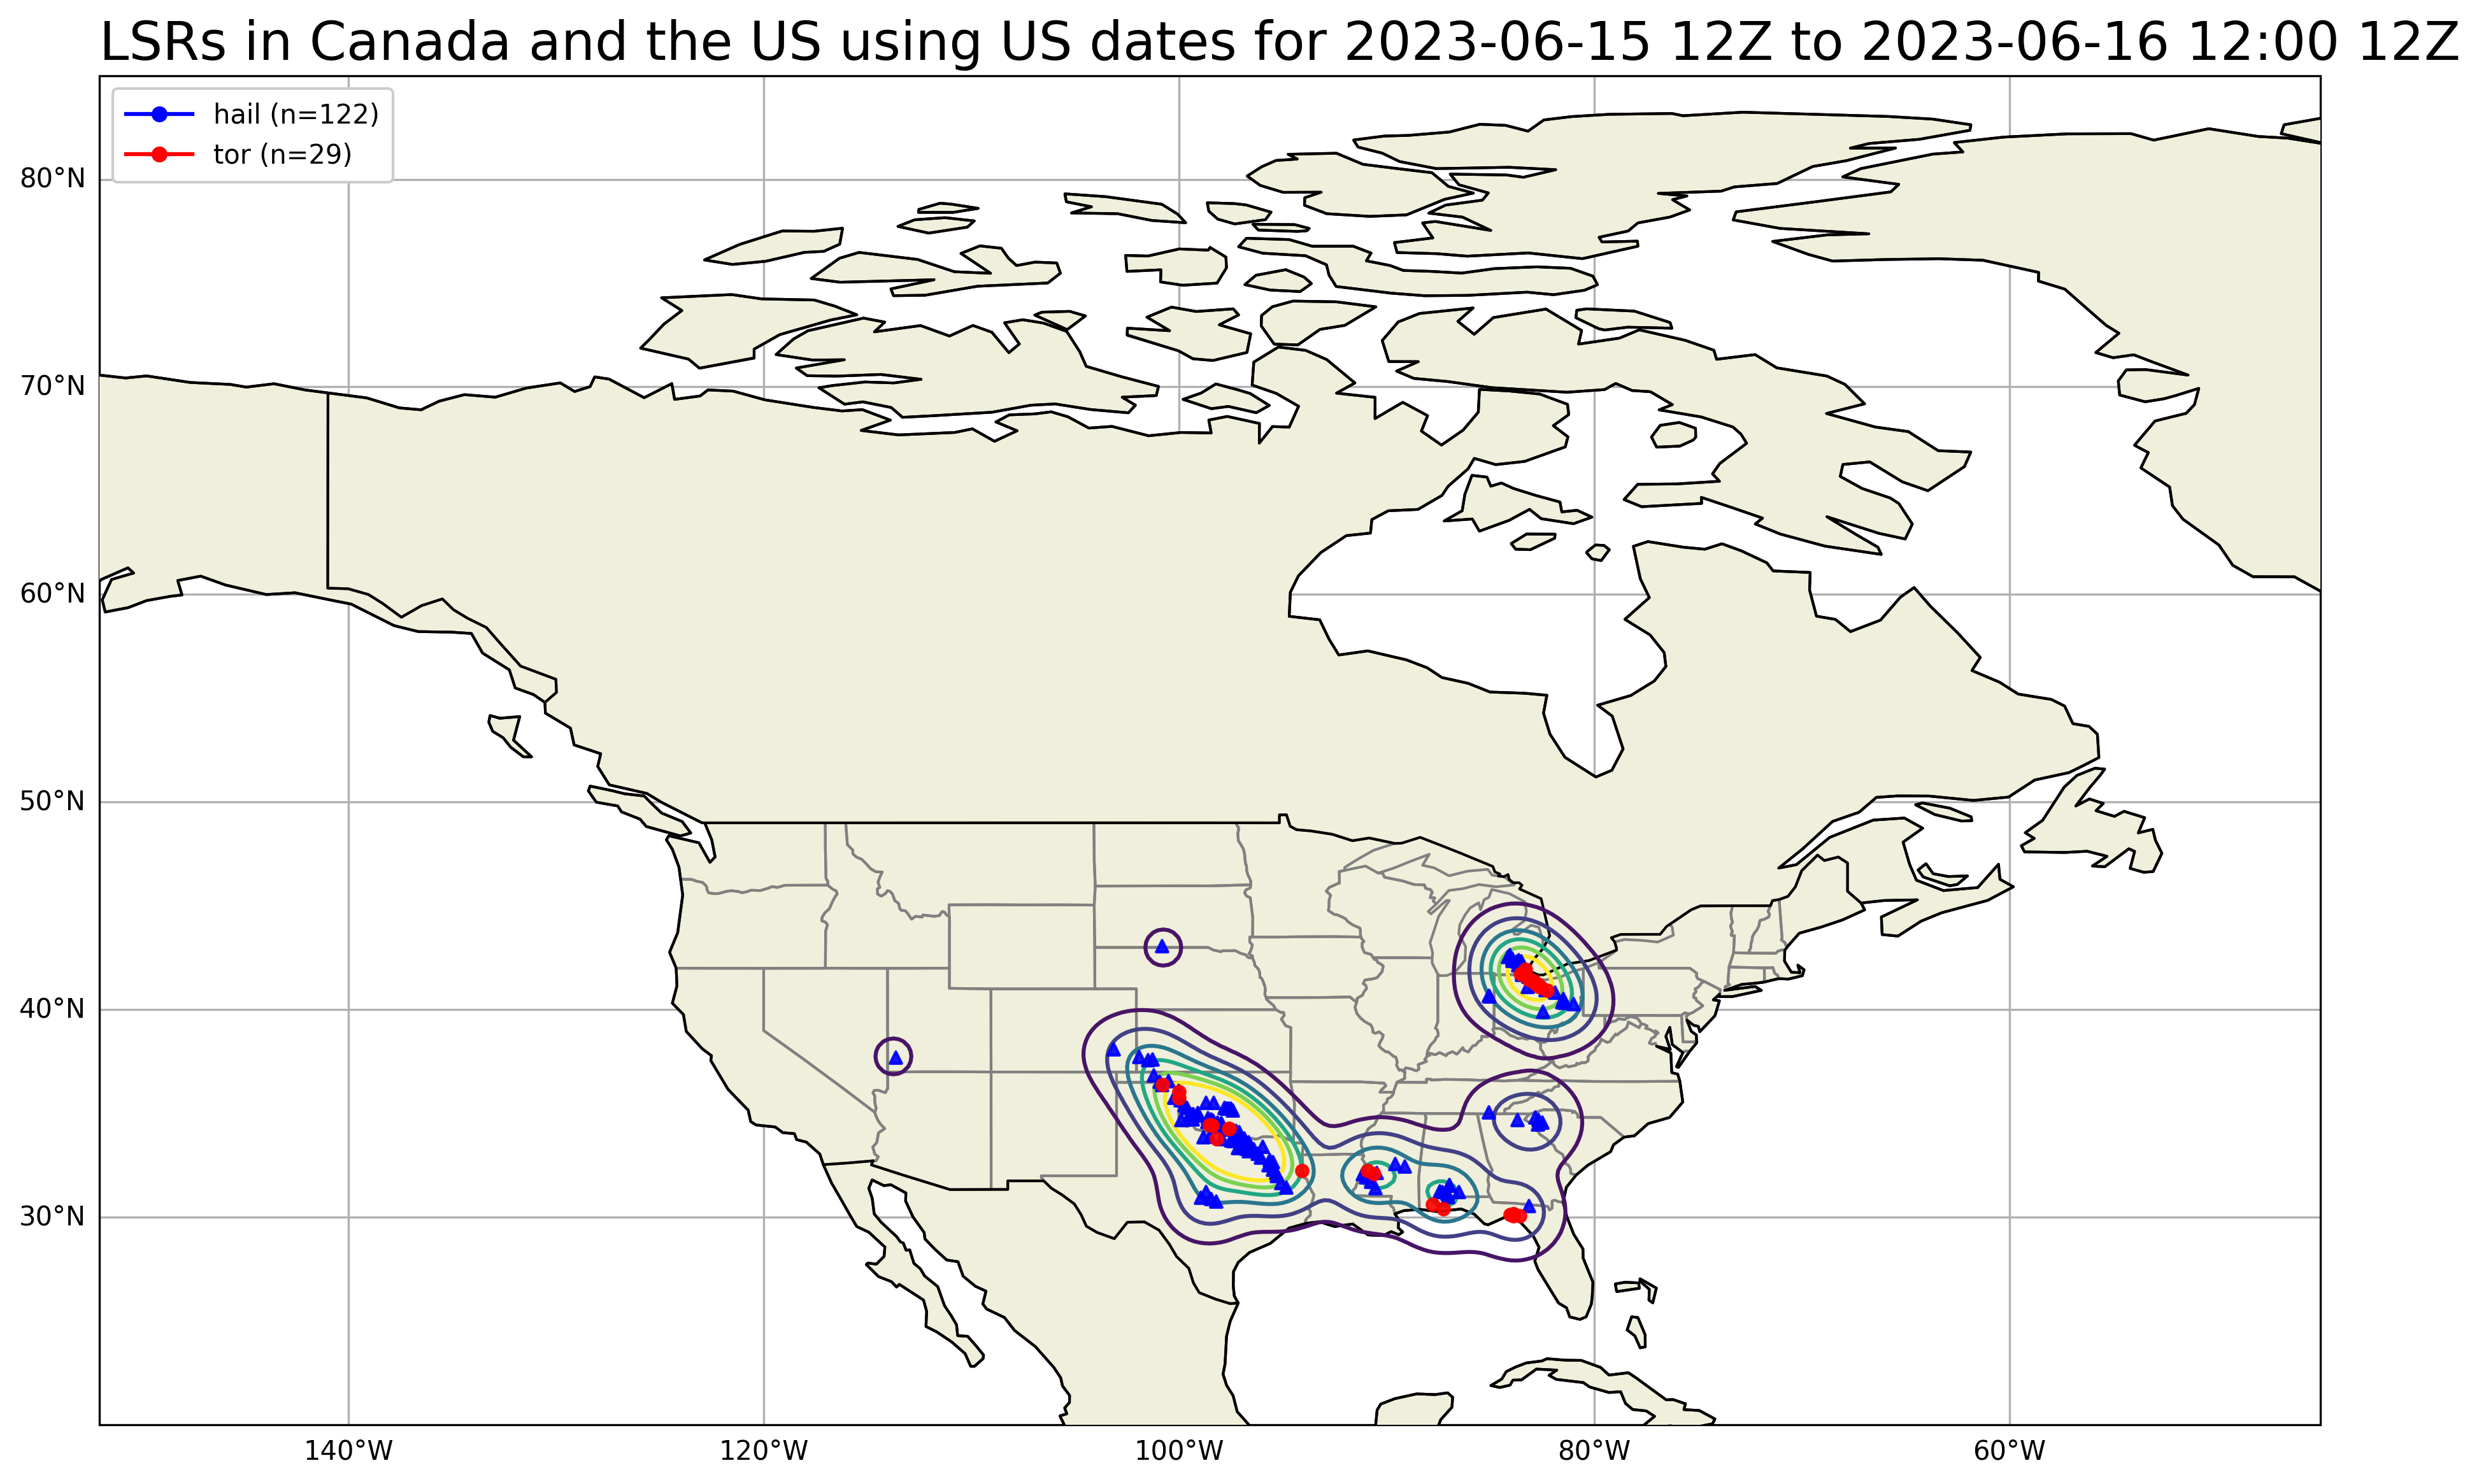 LSRs in Canada and the US using US dates for 2023-06-15 12Z to 2023-06-16 12:00 12Z
hail (n=122)
tor (n=29)
80°N
70°N
60°N
50°N
40°N
30°N
140°W
120°W
100°W
80°W
60°W